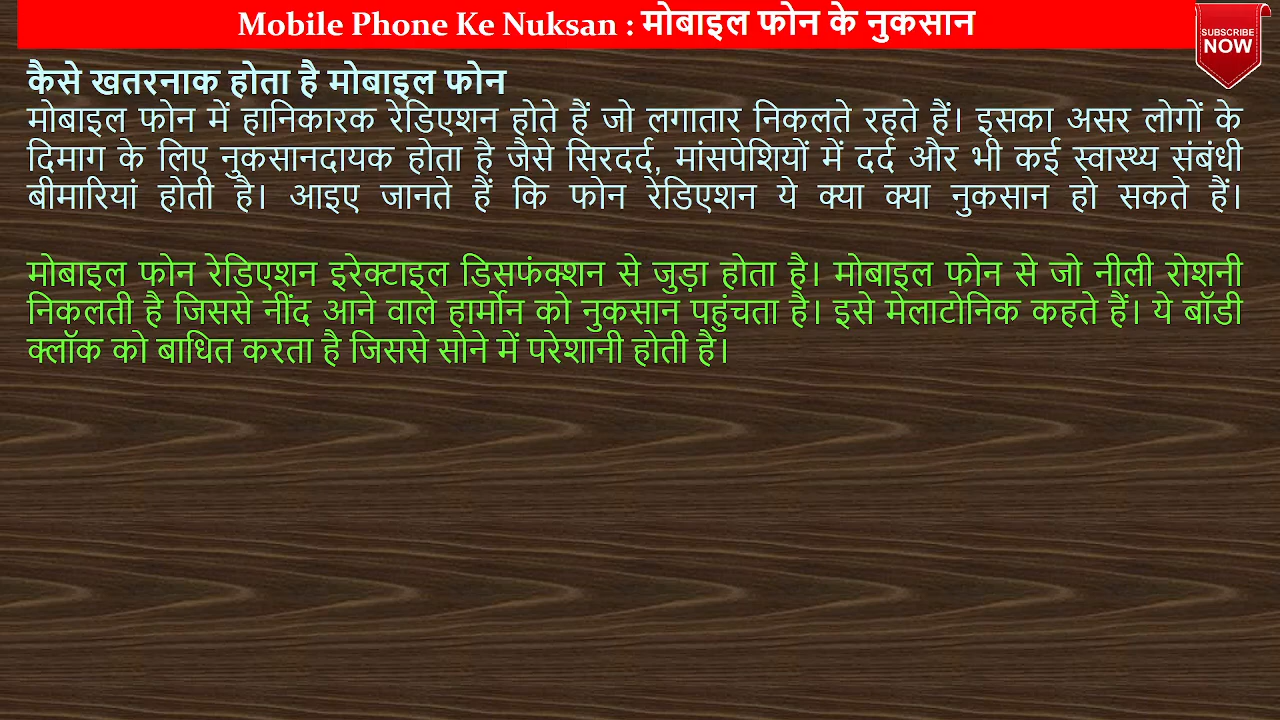 Mobile Phone Ke Nuksan : मोबाइल फोन के नुकसान
SUBSCRIBE
NOW
कैसे खतरनाक होता है मोबाइल फोन
मोबाइल फोन में हानिकारक रेडिएशन होते हैं जो लगातार निकलते रहते हैं। इसका असर लोगों के
दिमाग के लिए नुकसानदायक होता है जैसे सिरदर्द, मांसपेशियों में दर्द और भी कई स्वास्थ्य संबंधी
बीमारियां होती है। आइए जानते हैं कि फोन रेडिएशन ये क्या क्या नुकसान हो सकते हैं।
मोबाइल फोन रेडिएशन इरेक्टाइल डिसफंक्शन से जुड़ा होता है। मोबाइल फोन से जो नीली रोशनी
निकलती है जिससे नींद आने वाले हार्मोन को नुकसान पहुंचता है। इसे मेलाटोनिक कहते हैं। ये बॉडी
क्लॉक को बाधित करता है जिससे सोने में परेशानी होती है।